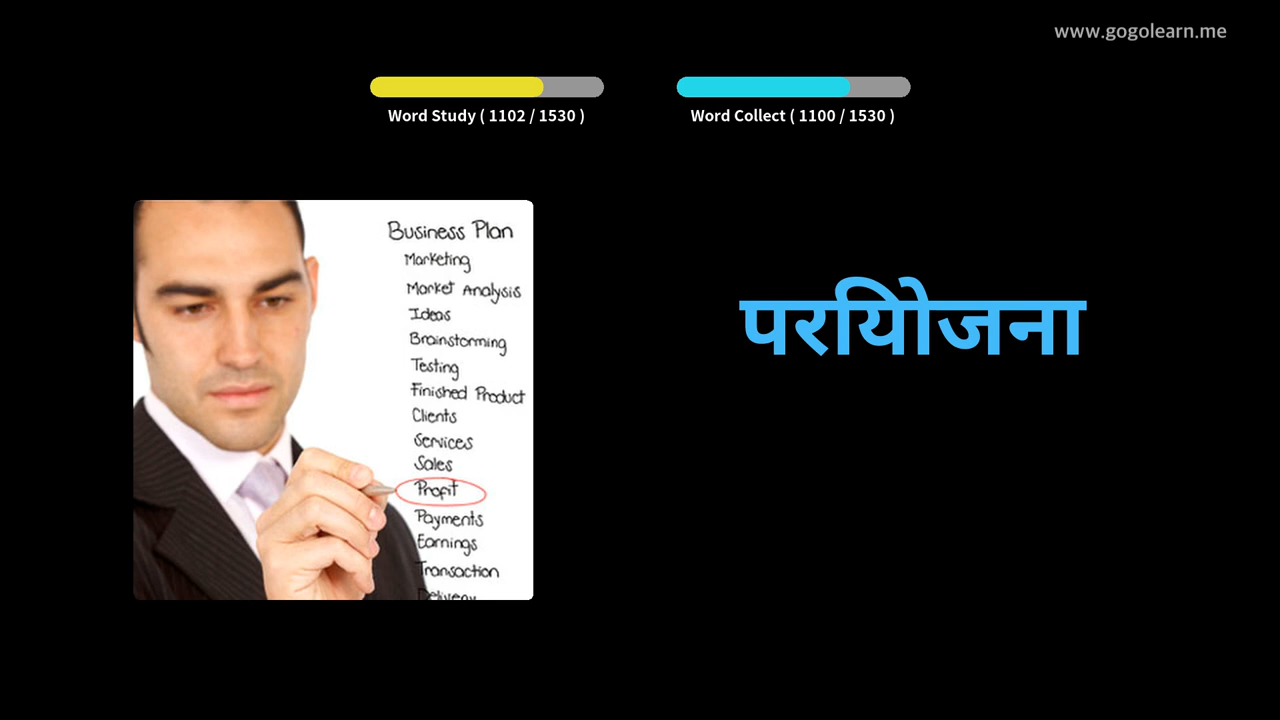 www.gogolearn.me
Word Study ( 1102 / 1530 )
Word Collect ( 1100 / 1530 )
Business Plan
Marketing
Market Analysis
Ideas
Brainstorming
Testing
Finished Product
Clients
Services
Sales
Profit
Payments
Earnings
Transaction
Delivery
परियोजना